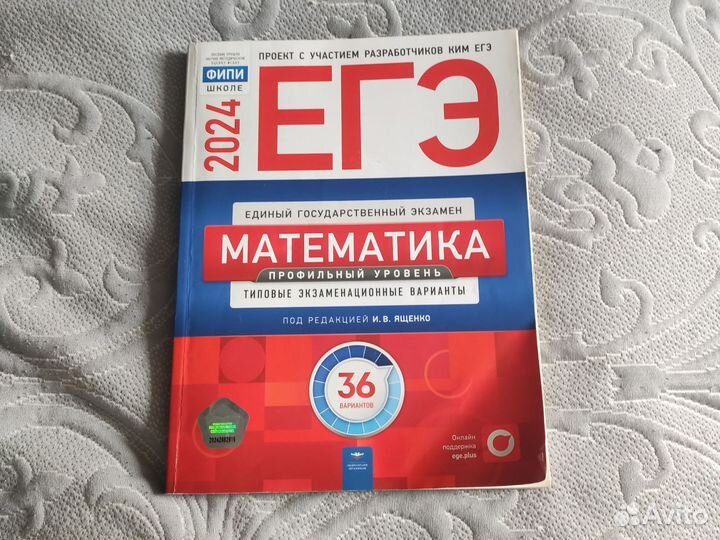 ПРОЕКТ С УЧАСТИЕМ РАЗРАБОТЧИКОВ КИМ ЕГЭ
ФИПИ
ШКОЛЕ
2024
ЕГЭ
ЕДИНЫЙ ГОСУДАРСТВЕННЫЙ ЭКЗАМЕН
МАТЕМАТИКА
ПРОФИЛЬНЫЙ УРОВЕНЬ
ТИПОВЫЕ ЭКЗАМЕНАЦИОННЫЕ ВАРИАНТЫ
ПОД РЕДАКЦИЕЙ И. В. ЯЩЕНКО
36
ВАРИАНТОВ
Онлайн
поддержка
ege.plus
Avito